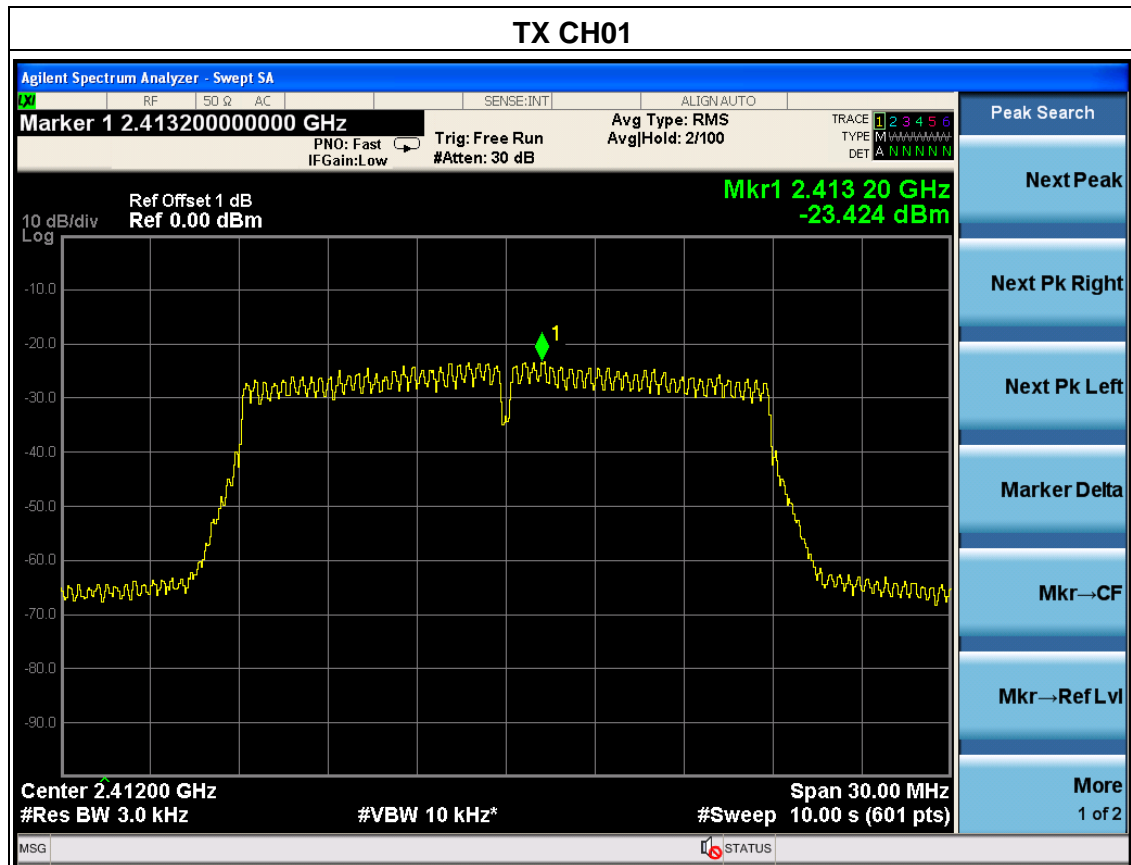 TX CH01
Agilent Spectrum Analyzer - Swept SA
LXI RF 50 Ω AC SENSE:INT ALIGN AUTO
Marker 1 2.413200000000 GHz
PNO: Fast
IFGain:Low
Trig: Free Run
#Atten: 30 dB
Avg Type: RMS
Avg|Hold: 2/100
TRACE 1 2 3 4 5 6
TYPE M
DET A N N N N N
Mkr1 2.413 20 GHz
-23.424 dBm
Ref Offset 1 dB
10 dB/div Ref 0.00 dBm
Log
-10.0
-20.0
-30.0
-40.0
-50.0
-60.0
-70.0
-80.0
-90.0
1
Center 2.41200 GHz
#Res BW 3.0 kHz
#VBW 10 kHz*
Span 30.00 MHz
#Sweep 10.00 s (601 pts)
MSG
STATUS
Peak Search
Next Peak
Next Pk Right
Next Pk Left
Marker Delta
Mkr→CF
Mkr→Ref Lvl
More
1 of 2